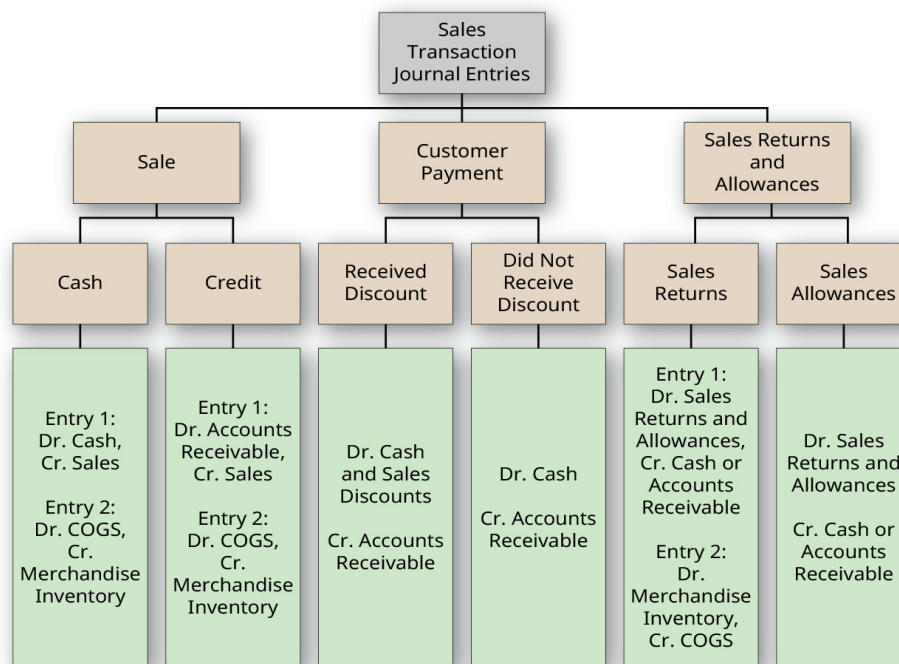 Sales
Transaction
Journal Entries
Sale
Customer
Payment
Sales Returns
and
Allowances
Cash
Credit
Received
Discount
Did Not
Receive
Discount
Sales
Returns
Sales
Allowances
Entry 1:
Dr. Cash,
Cr. Sales
Entry 2:
Dr. COGS,
Cr.
Merchandise
Inventory
Entry 1:
Dr. Accounts
Receivable,
Cr. Sales
Entry 2:
Dr. COGS,
Cr.
Merchandise
Inventory
Dr. Cash
and Sales
Discounts
Cr. Accounts
Receivable
Dr. Cash
Cr. Accounts
Receivable
Entry 1:
Dr. Sales
Returns and
Allowances,
Cr. Cash or
Accounts
Receivable
Entry 2:
Dr.
Merchandise
Inventory,
Cr. COGS
Dr. Sales
Returns and
Allowances
Cr. Cash or
Accounts
Receivable